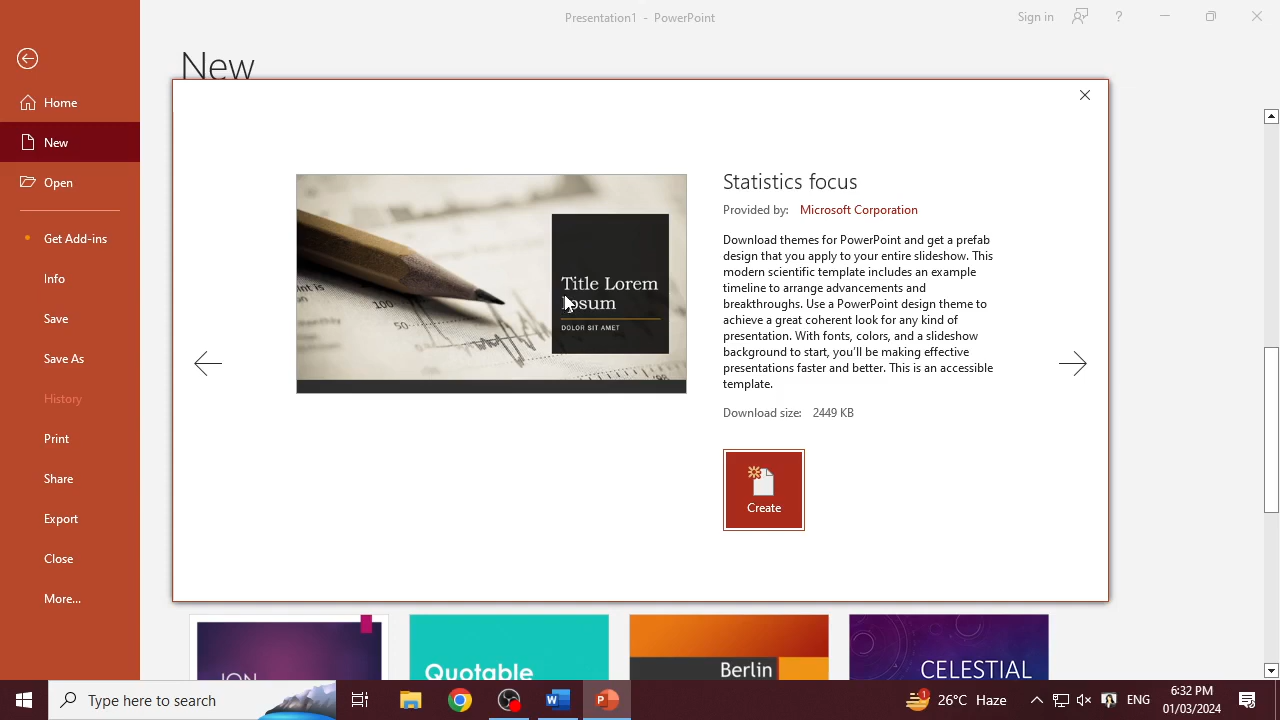 Presentation1 - PowerPoint
Sign in
?
New
Home
New
Open
Get Add-ins
Info
Save
Save As
History
Print
Share
Export
Close
More...
Statistics focus
Provided by: Microsoft Corporation
Download themes for PowerPoint and get a prefab
design that you apply to your entire slideshow. This
modern scientific template includes an example
timeline to arrange advancements and
breakthroughs. Use a PowerPoint design theme to
achieve a great coherent look for any kind of
presentation. With fonts, colors, and a slideshow
background to start, you'll be making effective
presentations faster and better. This is an accessible
template.
Download size: 2449 KB
Create
Title Lorem
Ipsum
DOLOR SIT AMET
100
50
Quotable
Berlin
CELESTIAL
Type here to search
1
26°C Haze
ENG
6:32 PM
01/03/2024